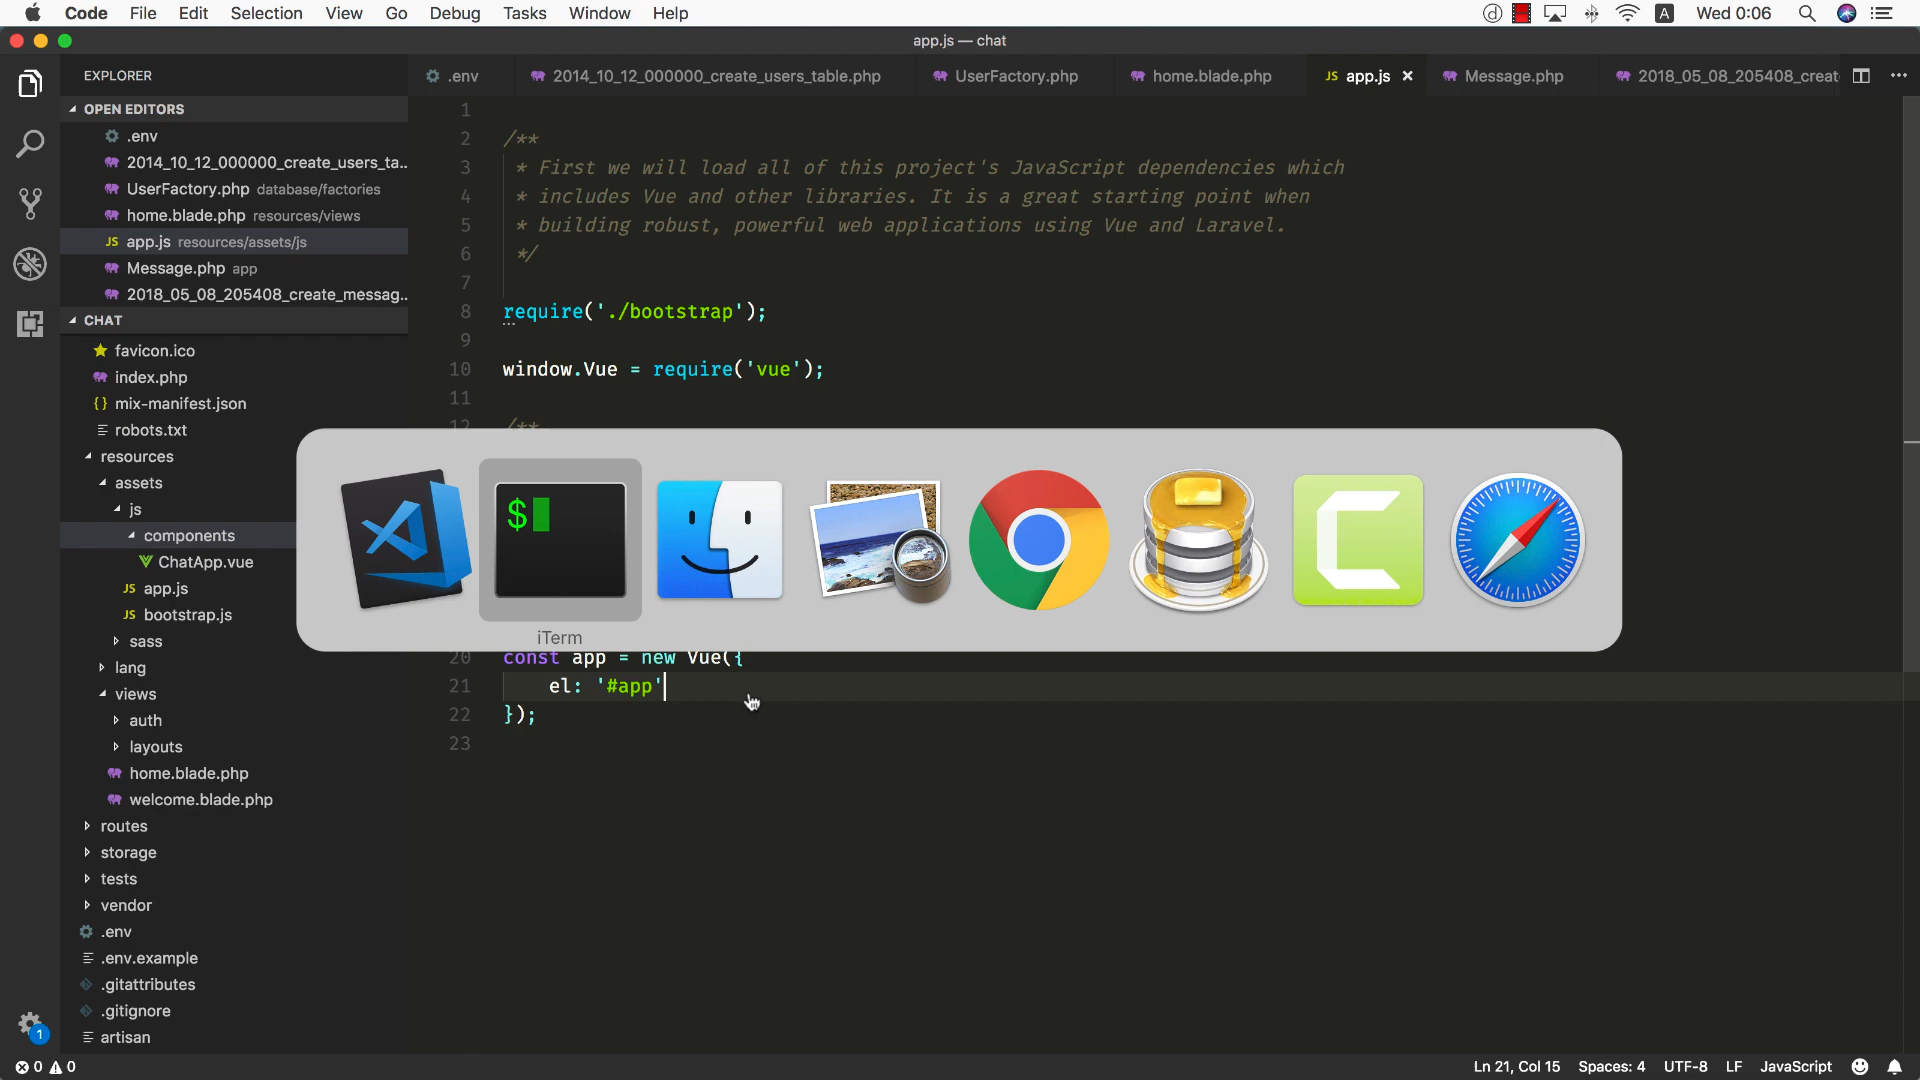 Code File Edit Selection View Go Debug Tasks Window Help
A Wed 0:06
app.js — chat
EXPLORER
OPEN EDITORS
.env
2014_10_12_000000_create_users_ta...
UserFactory.php database/factories
home.blade.php resources/views
JS app.js resources/assets/js
Message.php app
2018_05_08_205408_create_messag...
CHAT
favicon.ico
index.php
{} mix-manifest.json
robots.txt
resources
assets
js
components
ChatApp.vue
JS app.js
JS bootstrap.js
sass
lang
views
auth
layouts
home.blade.php
welcome.blade.php
routes
storage
tests
vendor
.env
.env.example
.gitattributes
.gitignore
artisan
.env 2014_10_12_000000_create_users_table.php UserFactory.php home.blade.php JS app.js × Message.php 2018_05_08_205408_creat
1
2 /**
3 * First we will load all of this project's JavaScript dependencies which
4 * includes Vue and other libraries. It is a great starting point when
5 * building robust, powerful web applications using Vue and Laravel.
6 */
7
8 require('./bootstrap');
9
10 window.Vue = require('vue');
11
12 /**
$
iTerm
20 const app = new Vue({
21 el: '#app'
22 });
23
1
0 0
Ln 21, Col 15 Spaces: 4 UTF-8 LF JavaScript